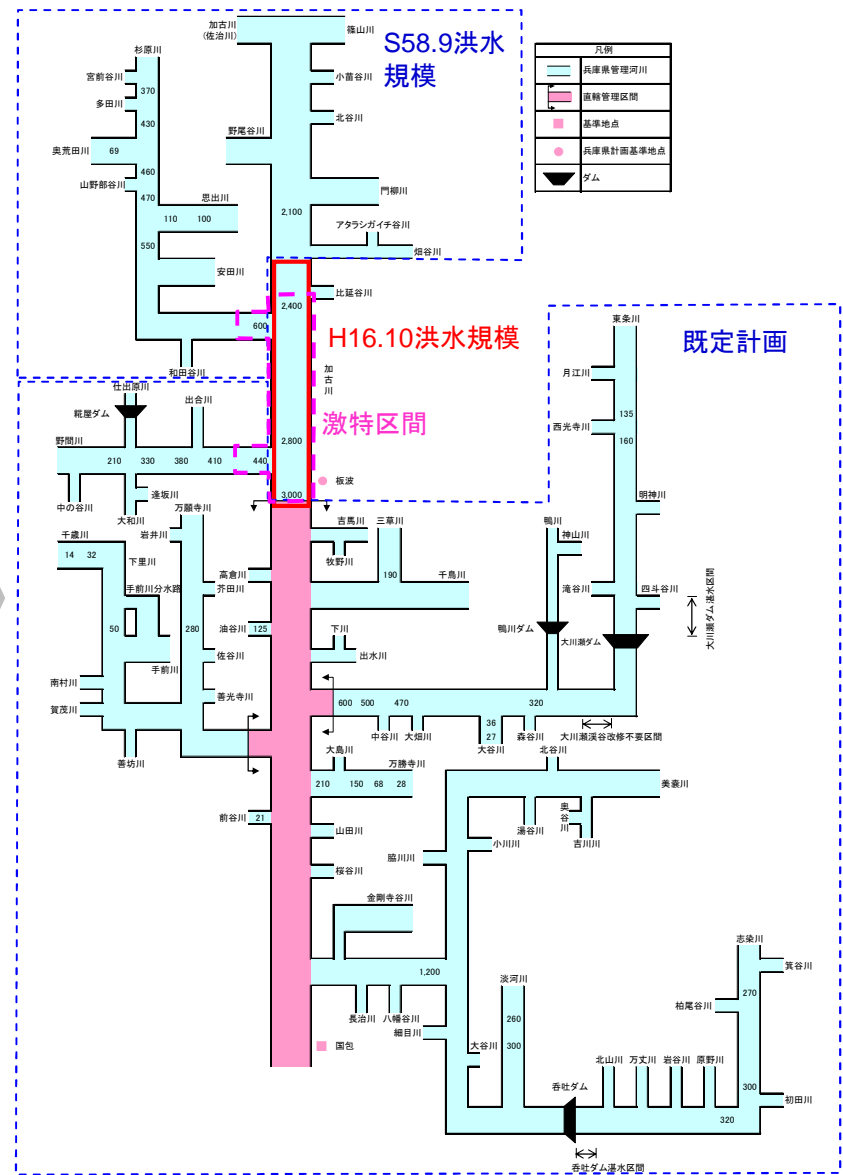 加古川
(佐治川)
篠山川
S58.9洪水
規模
杉原川
宮前谷川
370
多田川
430
小苗谷川
北谷川
野尾谷川
奥荒田川
69
460
山野部谷川
470
思出川
110
100
門柳川
2,100
アタラシガイチ谷川
畑谷川
550
安田川
比延谷川
2,400
600
和田谷川
H16.10洪水規模
加古川
激特区間
凡例
兵庫県管理河川
直轄管理区間
基準地点
兵庫県計画基準地点
ダム
既定計画
東条川
月江川
135
西光寺川
160
明神川
仕出原川
出合川
糀屋ダム
野間川
210
330
380
410
440
2,800
3,000
板波
中の谷川
逢坂川
大和川
万願寺川
千歳川
岩井川
14
32
下里川
手前川分水路
高倉川
芥田川
50
280
油谷川
125
佐谷川
手前川
南村川
賀茂川
善光寺川
善坊川
吉馬川
三草川
牧野川
190
千鳥川
下川
出水川
鴨川
神山川
滝谷川
四斗谷川
大川瀬ダム湛水区間
鴨川ダム
大川瀬ダム
600
500
470
320
中谷川
大畑川
36
27
大谷川
森谷川
大川瀬渓谷改修不要区間
大島川
万勝寺川
210
150
68
28
前谷川
21
山田川
桜谷川
北谷川
美嚢川
湯谷川
奥谷川
吉川川
小川川
脇川川
金剛寺谷川
1,200
長治川
八幡谷川
細目川
国包
淡河川
260
300
大谷川
呑吐ダム
北山川
万丈川
岩谷川
原野川
志染川
箕谷川
270
柏尾谷川
300
初田川
320
呑吐ダム湛水区間